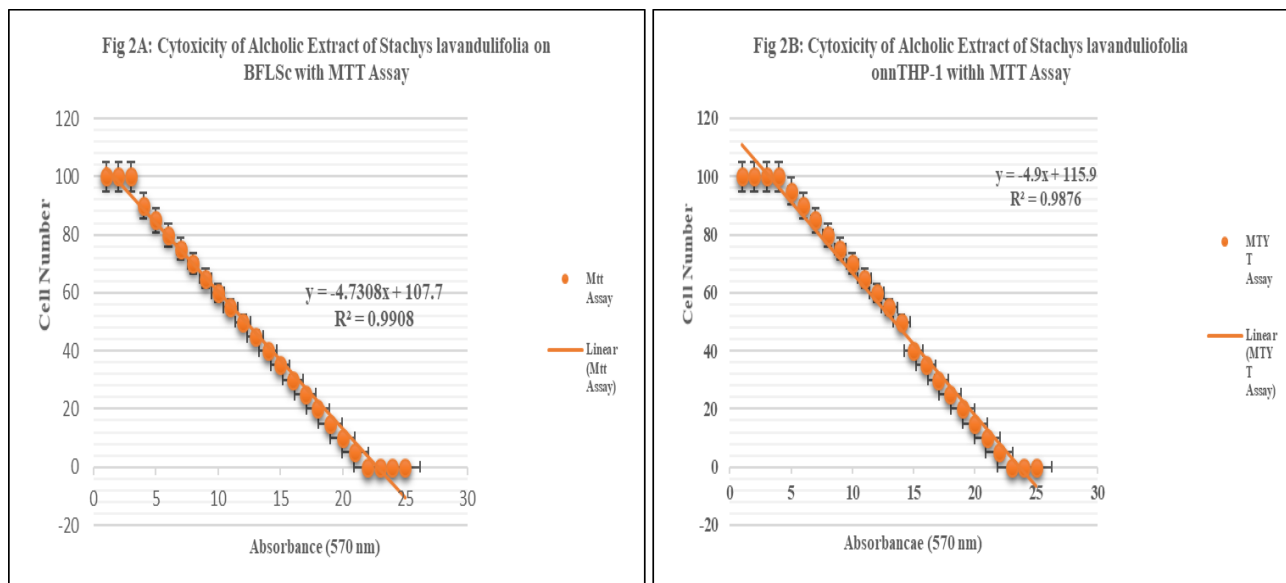 Fig 2A: Cytoxicity of Alcholic Extract of Stachys lavandulifolia on
BFLSc with MTT Assay
120
100
80
60
40
20
0
-20
Cell Number
0 5 10 15 20 25 30
Absorbance (570 nm)
y = -4.7308x + 107.7
R² = 0.9908
Mtt
Assay
Linear
(Mtt
Assay)
Fig 2B: Cytoxicity of Alcholic Extract of Stachys lavanduliofolia
onnTHP-1 withh MTT Assay
120
100
80
60
40
20
0
-20
Cell Number
0 5 10 15 20 25 30
Absorbancae (570 nm)
y = -4.9x + 115.9
R² = 0.9876
MTY
T
Assay
Linear
(MTY
T
Assay)